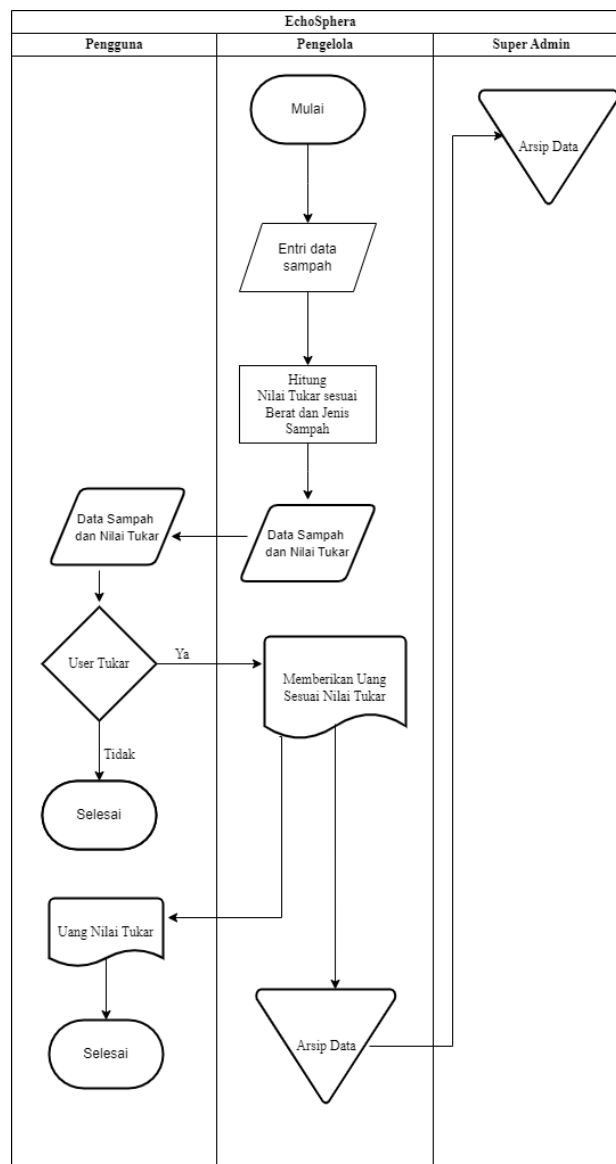 EchoSphera
Pengguna
Pengelola
Super Admin
Mulai
Arsip Data
Entri data
sampah
Hitung
Nilai Tukar sesuai
Berat dan Jenis
Sampah
Data Sampah
dan Nilai Tukar
Data Sampah
dan Nilai Tukar
User Tukar
Ya
Memberikan Uang
Sesuai Nilai Tukar
Tidak
Selesai
Uang Nilai Tukar
Selesai
Arsip Data